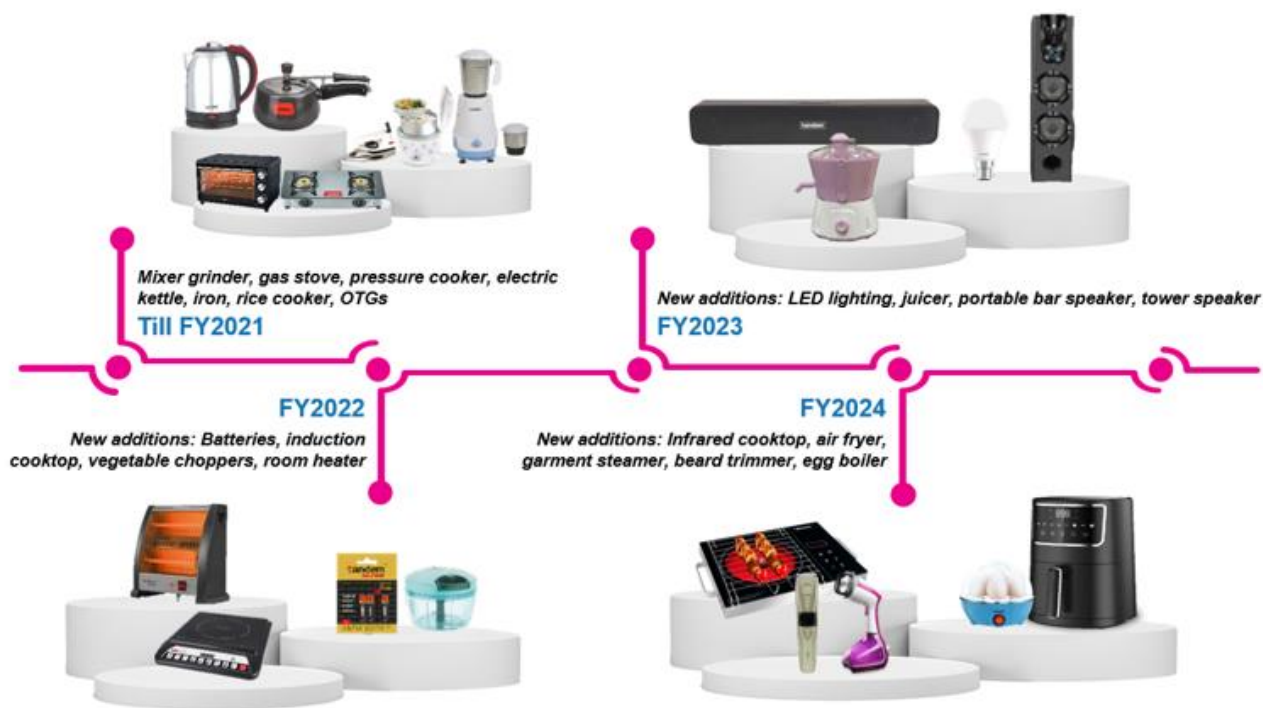 Mixer grinder, gas stove, pressure cooker, electric
kettle, iron, rice cooker, OTGs
Till FY2021
New additions: LED lighting, juicer, portable bar speaker, tower speaker
FY2023
FY2022
New additions: Batteries, induction
cooktop, vegetable choppers, room heater
FY2024
New additions: Infrared cooktop, air fryer,
garment steamer, beard trimmer, egg boiler
tandem